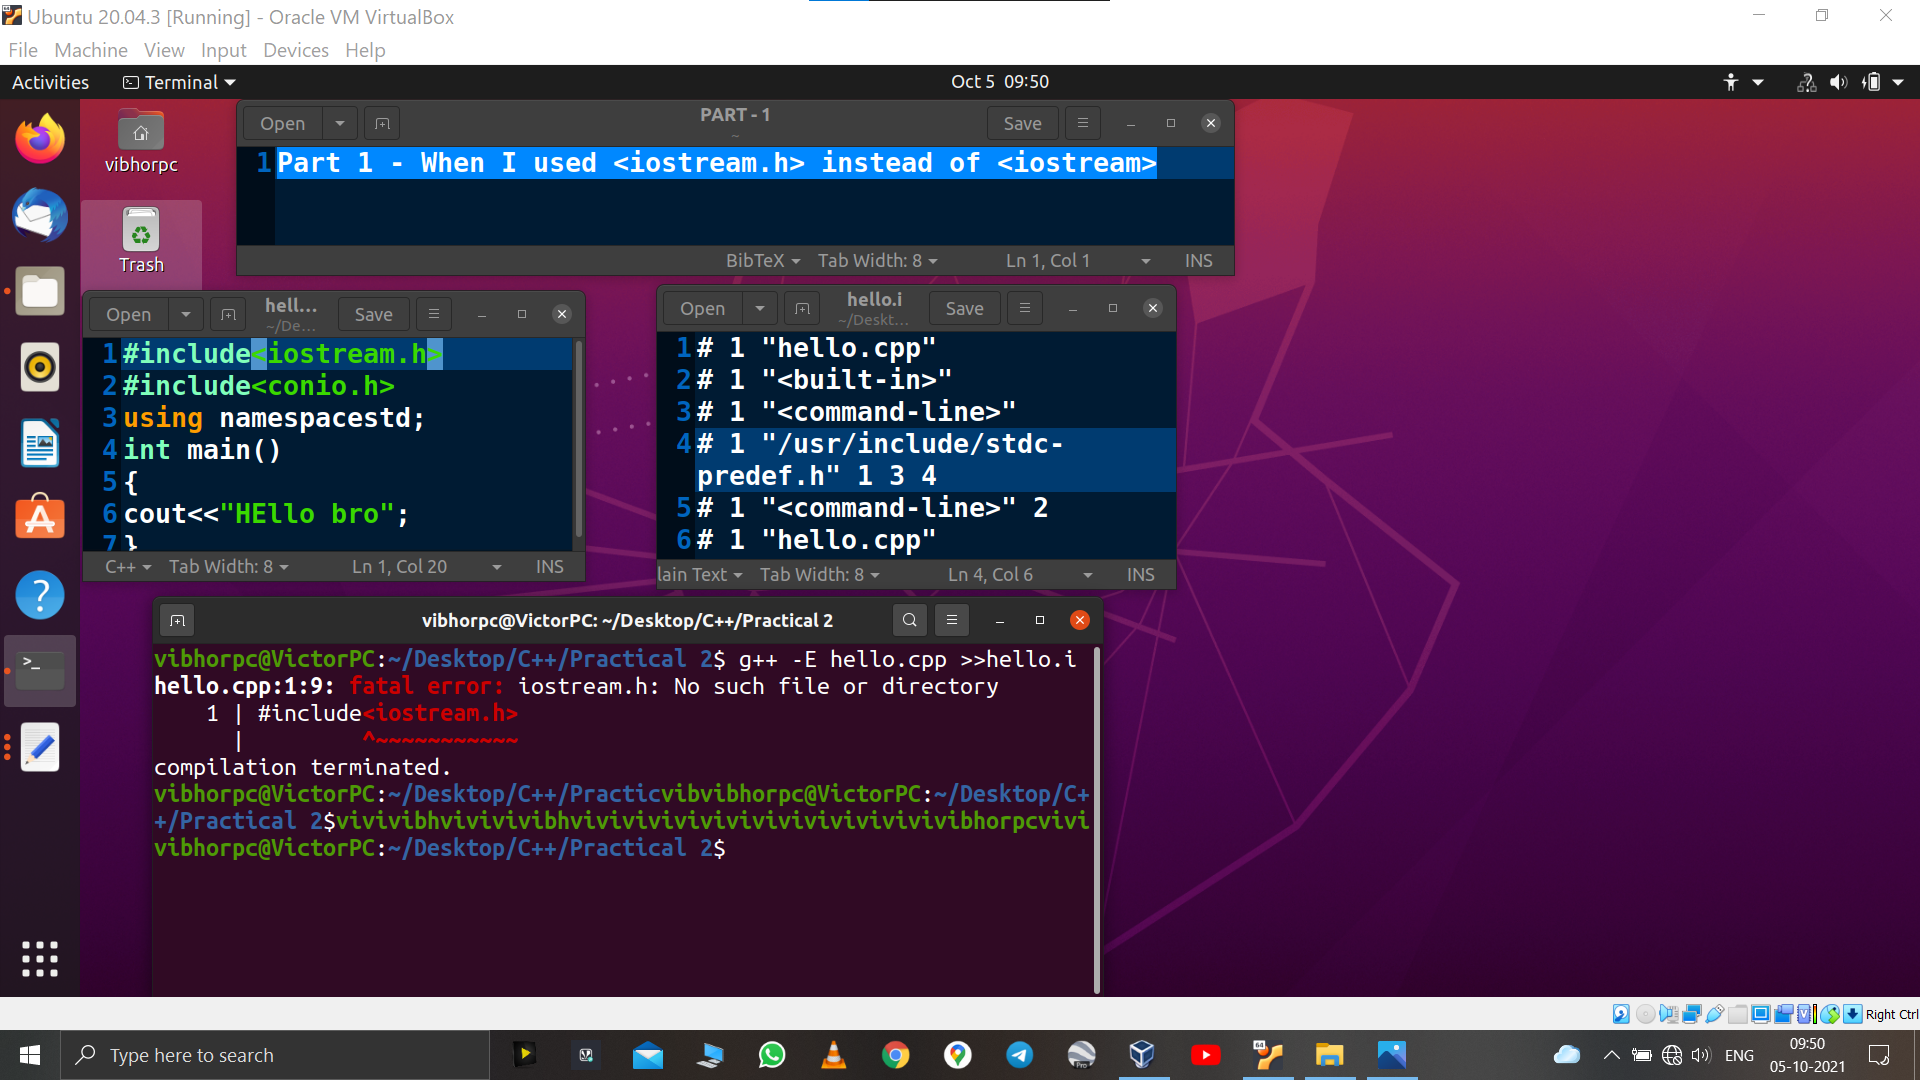 Ubuntu 20.04.3 [Running] - Oracle VM VirtualBox
File Machine View Input Devices Help
Activities Terminal Oct 5 09:50
vibhorpc
Trash
Open PART - 1 Save
~
1 Part 1 - When I used <iostream.h> instead of <iostream>
BibTeX Tab Width: 8 Ln 1, Col 1 INS
Open hell... Save
~/De...
1 #include<iostream.h>
2 #include<conio.h>
3 using namespacestd;
4 int main()
5 {
6 cout<<"HEllo bro";
7 }
C++ Tab Width: 8 Ln 1, Col 20 INS
Open hello.i Save
~/Deskt...
1 # 1 "hello.cpp"
2 # 1 "<built-in>"
3 # 1 "<command-line>"
4 # 1 "/usr/include/stdc-
predef.h" 1 3 4
5 # 1 "<command-line>" 2
6 # 1 "hello.cpp"
lain Text Tab Width: 8 Ln 4, Col 6 INS
vibhorpc@VictorPC: ~/Desktop/C++/Practical 2
vibhorpc@VictorPC:~/Desktop/C++/Practical 2$ g++ -E hello.cpp >>hello.i
hello.cpp:1:9: fatal error: iostream.h: No such file or directory
1 | #include<iostream.h>
| ^~~~~~~~~~~~
compilation terminated.
vibhorpc@VictorPC:~/Desktop/C++/Practicvibvibhorpc@VictorPC:~/Desktop/C+
+/Practical 2$vivivibhvivivivibhvivivivivivivivivivivivivivibhorpcvivi
vibhorpc@VictorPC:~/Desktop/C++/Practical 2$
Right Ctrl
Type here to search
ENG
09:50
05-10-2021